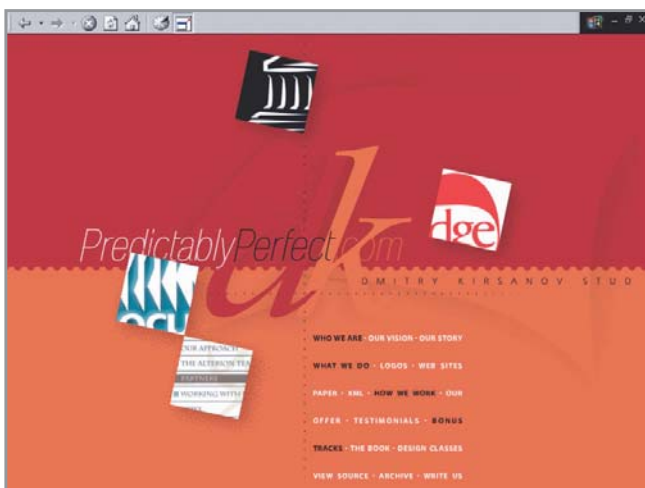 dge
PredictablyPerfect.com
dk
DMITRY KIRSANOV STUD
OUR APPROACH
THE ALTERION TEA
PARTNERS
WORKING WITH
WHO WE ARE · OUR VISION · OUR STORY
WHAT WE DO · LOGOS · WEB SITES
PAPER · XML · HOW WE WORK · OUR
OFFER · TESTIMONIALS · BONUS
TRACKS · THE BOOK · DESIGN CLASSES
VIEW SOURCE · ARCHIVE · WRITE US